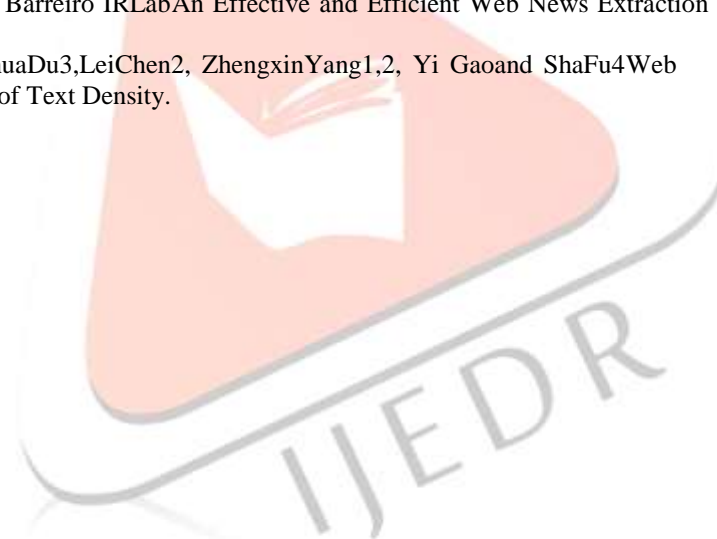 Barreiro IRLabAn Effective and Efficient Web News Extraction
uaDu3,LeiChen2, ZhengxinYang1,2, Yi Gaoand ShaFu4Web
of Text Density.
IJEDR